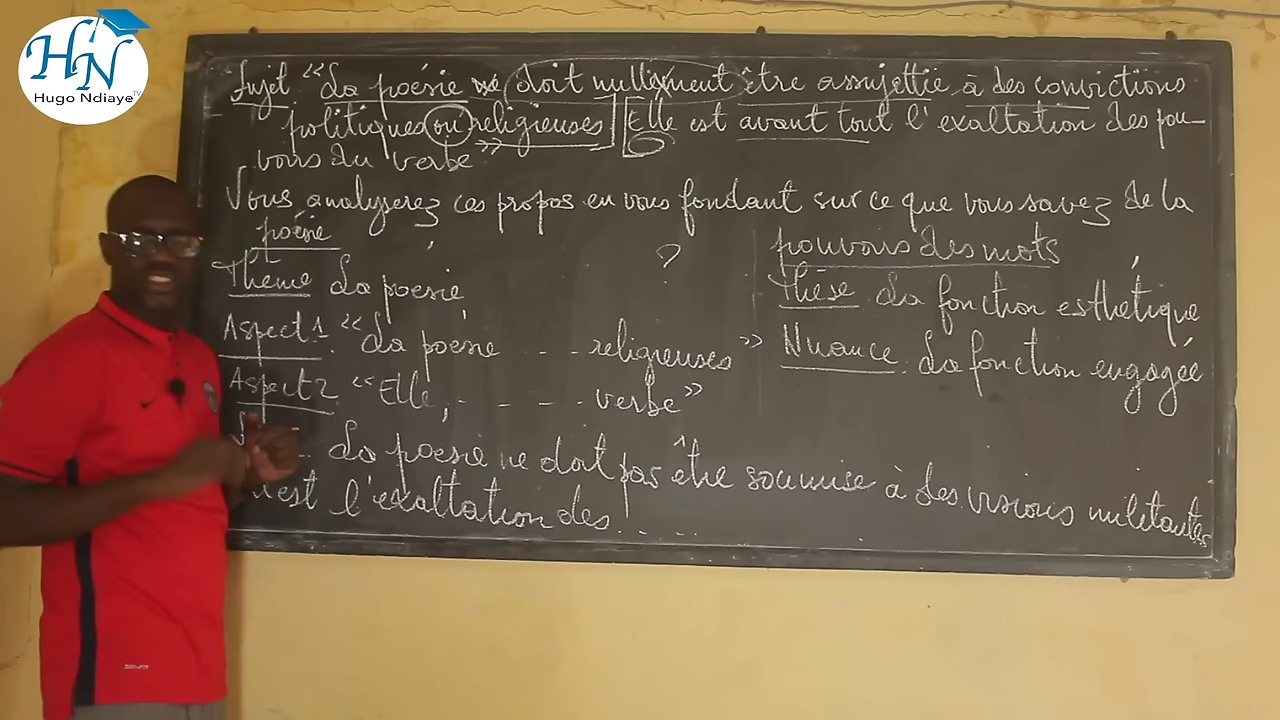 HN
Hugo Ndiaye TV
Sujet "La poésie ne doit nullement être assujettie à des convictions
politiques ou religieuses Elle est avant tout l'exaltation des pou-
voirs du verbe"
Vous analyserez ces propos en vous fondant sur ce que vous savez de la
poésie
Thème La poésie
?
Aspect 1 "La poésie - - - religieuses"
Aspect 2 "Elle, - - - - verbe"
La poésie ne doit pas être soumise à des visions militantes
c'est l'exaltation des . . . . .
pouvoirs des mots
Thèse La fonction esthétique
Nuance La fonction engagée